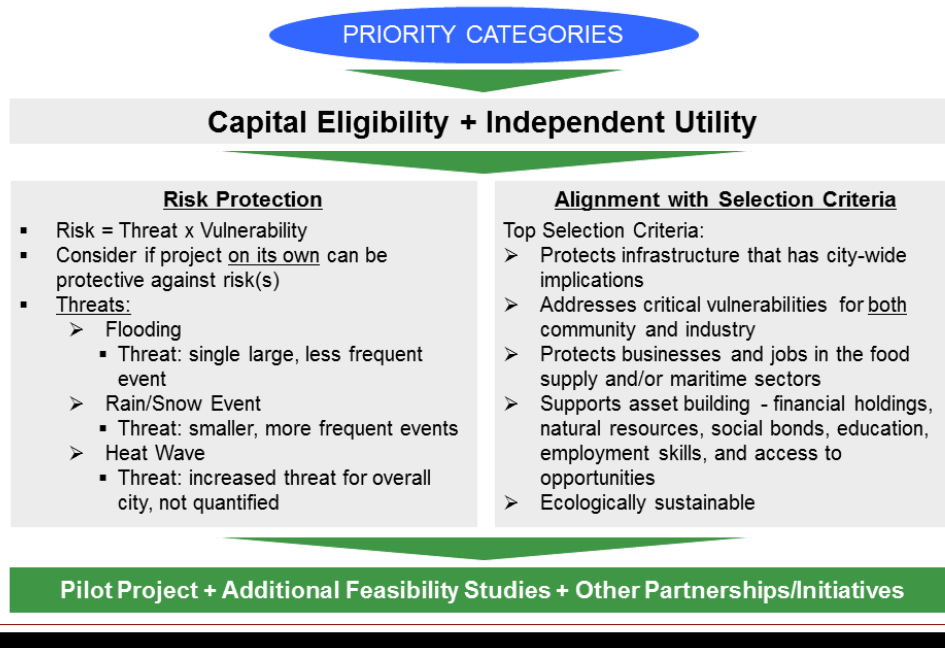 PRIORITY CATEGORIES
Capital Eligibility + Independent Utility
Risk Protection
▪ Risk = Threat x Vulnerability
▪ Consider if project on its own can be
protective against risk(s)
▪ Threats:
➢ Flooding
▪ Threat: single large, less frequent
event
➢ Rain/Snow Event
▪ Threat: smaller, more frequent events
➢ Heat Wave
▪ Threat: increased threat for overall
city, not quantified
Alignment with Selection Criteria
Top Selection Criteria:
➢ Protects infrastructure that has city-wide
implications
➢ Addresses critical vulnerabilities for both
community and industry
➢ Protects businesses and jobs in the food
supply and/or maritime sectors
➢ Supports asset building - financial holdings,
natural resources, social bonds, education,
employment skills, and access to
opportunities
➢ Ecologically sustainable
Pilot Project + Additional Feasibility Studies + Other Partnerships/Initiatives